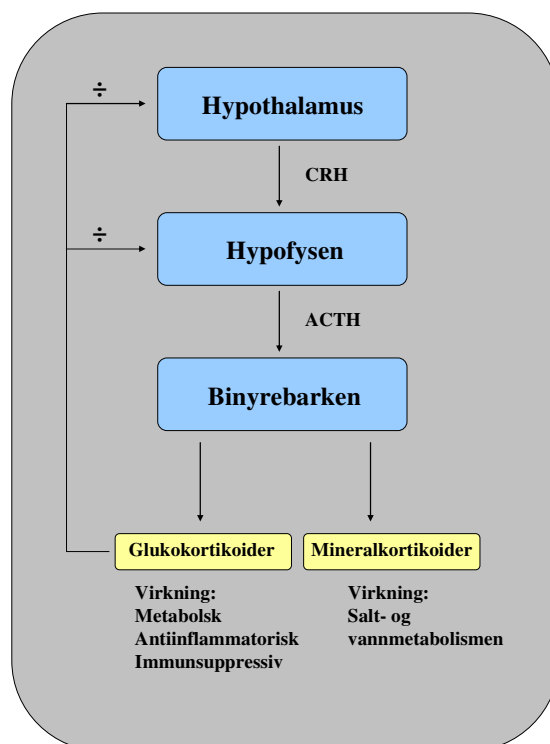 ÷
Hypothalamus
CRH
÷
Hypofysen
ACTH
Binyrebarken
Glukokortikoider
Mineralkortikoider
Virkning:
Metabolsk
Antiinflammatorisk
Immunsuppressiv
Virkning:
Salt- og
vannmetabolismen